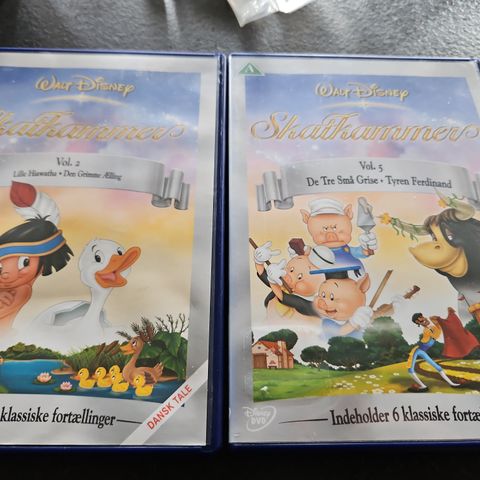 Walt Disney
Skatkammer
Vol. 2
Lille Hiawatha • Den Grimme Ælling
klassiske fortællinger
DANSK TALE
Walt Disney
Skatkammer
Vol. 5
De Tre Små Grise • Tyren Ferdinand
Disney
DVD
Indeholder 6 klassiske fortæ